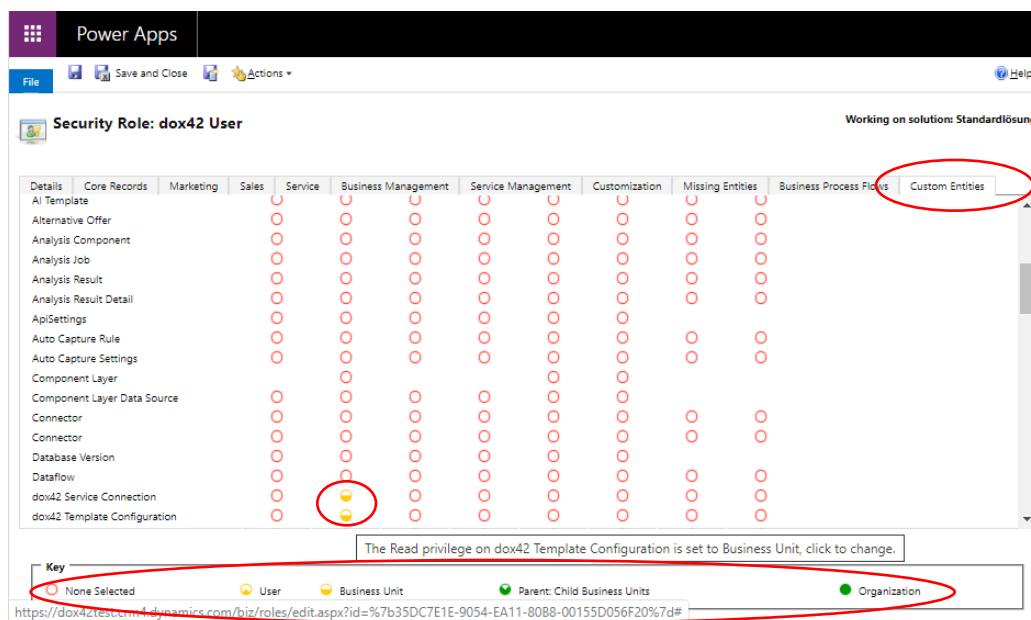 Power Apps
File Save and Close Actions Help
Security Role: dox42 User
Working on solution: Standardlösung
Details Core Records Marketing Sales Service Business Management Service Management Customization Missing Entities Business Process Flows Custom Entities
AI Template
Alternative Offer
Analysis Component
Analysis Job
Analysis Result
Analysis Result Detail
ApiSettings
Auto Capture Rule
Auto Capture Settings
Component Layer
Component Layer Data Source
Connector
Connector
Database Version
Dataflow
dox42 Service Connection
dox42 Template Configuration
The Read privilege on dox42 Template Configuration is set to Business Unit, click to change.
Key
None Selected User Business Unit Parent: Child Business Units Organization
https://dox42test.crm4.dynamics.com/biz/roles/edit.aspx?id=%7b35DC7E1E-9054-EA11-80B8-00155D056F20%7d#